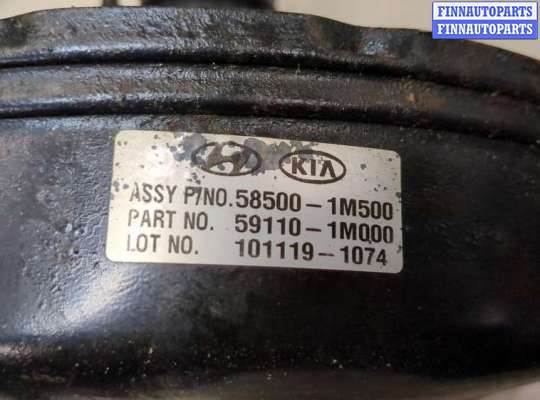 FINNAUTOPARTS
FINNAUTOPARTS
KIA
ASSY P/NO. 58500-1M500
PART NO. 59110-1M000
LOT NO. 101119-1074